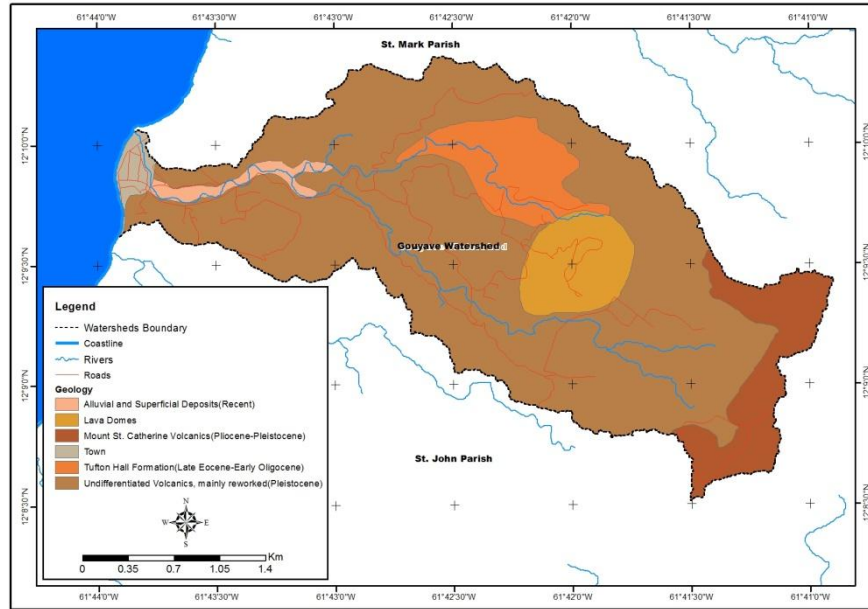 61°44'0"W 61°43'30"W 61°43'0"W 61°42'30"W 61°42'0"W 61°41'30"W 61°41'0"W
St. Mark Parish
12°10'0"N
12°10'0"N
Gouyave Watershed
12°9'30"N
12°9'30"N
Legend
Watersheds Boundary
Coastline
Rivers
Roads
Geology
Alluvial and Superficial Deposits(Recent)
Lava Domes
Mount St. Catherine Volcanics(Pliocene-Pleistocene)
Town
Tufton Hall Formation(Late Eocene-Early Oligocene)
Undifferentiated Volcanics, mainly reworked(Pleistocene)
N
W E
S
Km
0 0.35 0.7 1.05 1.4
12°9'0"N
12°9'0"N
St. John Parish
12°8'30"N
12°8'30"N
61°44'0"W 61°43'30"W 61°43'0"W 61°42'30"W 61°42'0"W 61°41'30"W 61°41'0"W